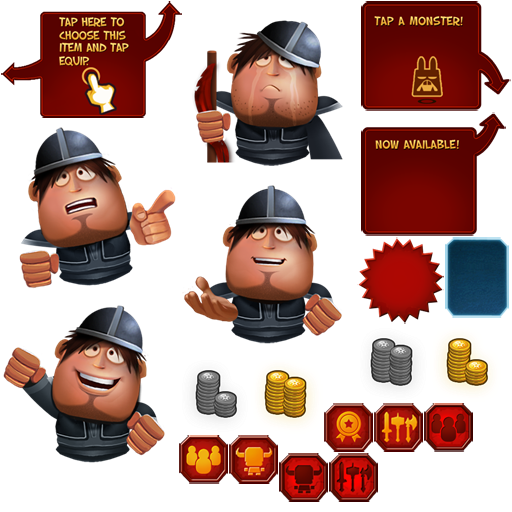 TAP HERE TO
CHOOSE THIS
ITEM AND TAP
EQUIP.
TAP A MONSTER!
NOW AVAILABLE!